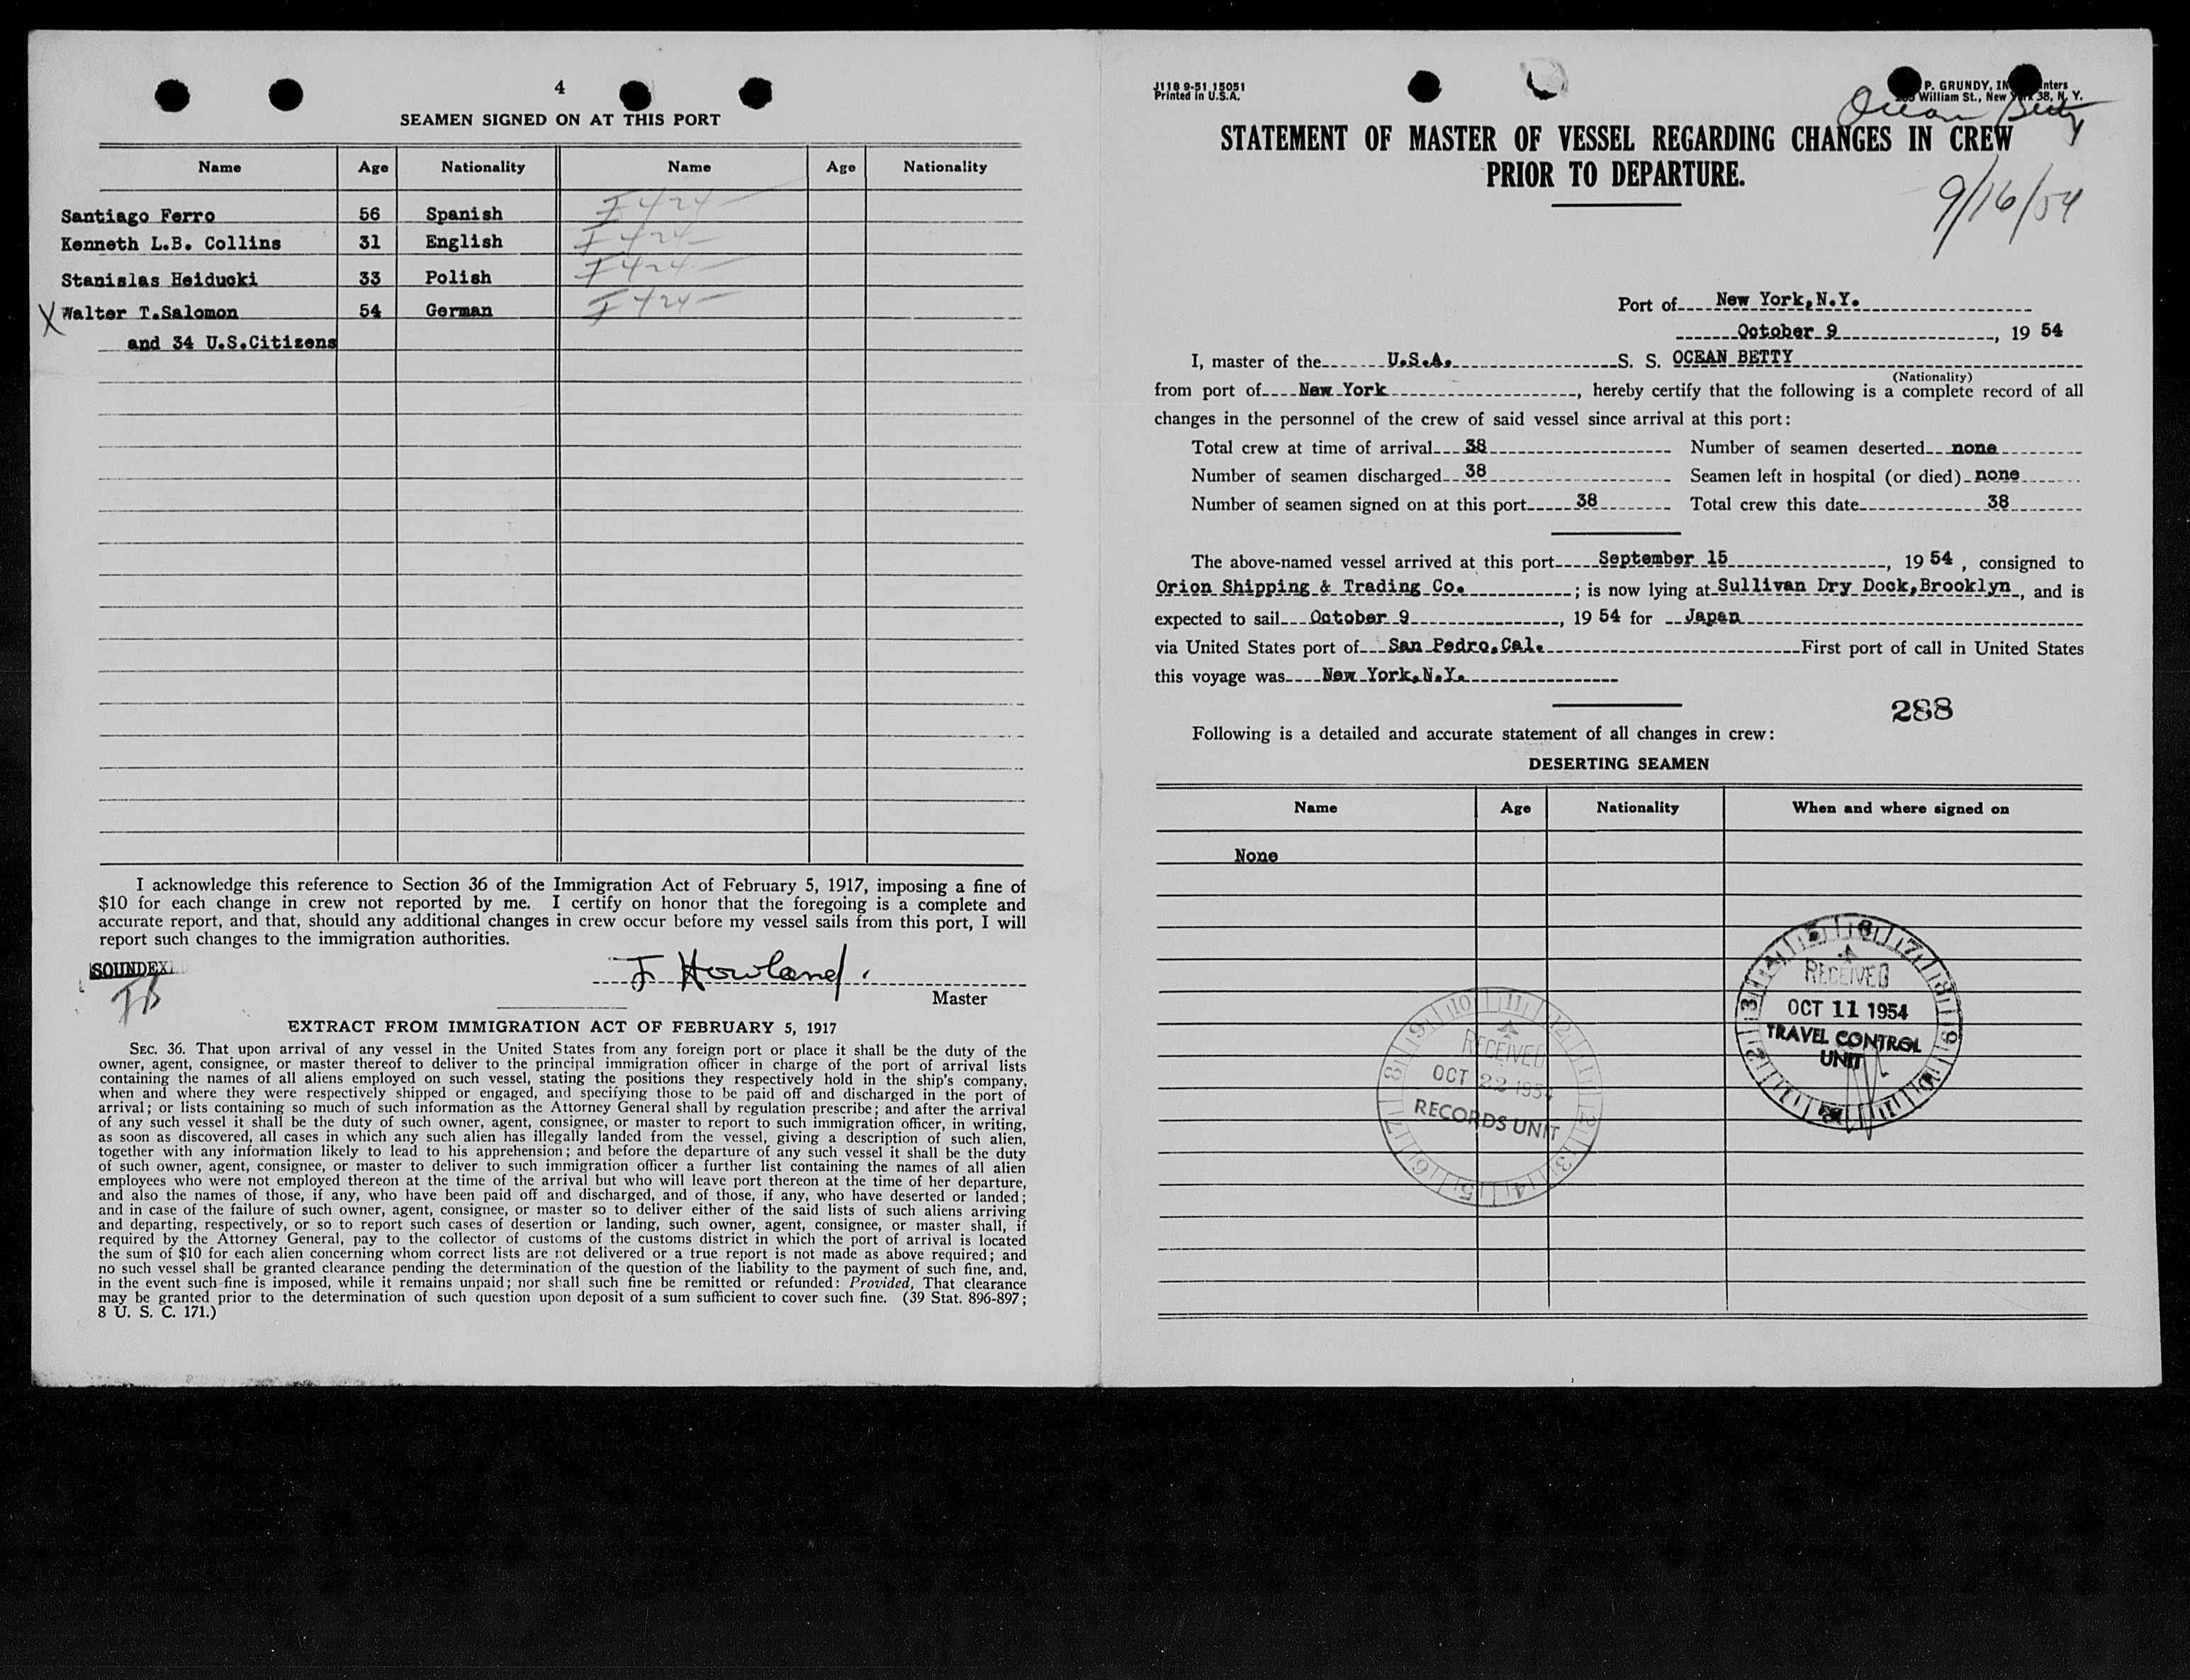 4
SEAMEN SIGNED ON AT THIS PORT
Name Age Nationality Name Age Nationality
Santiago Ferro 56 Spanish I 424
Kenneth L.B. Collins 31 English I 424
Stanislas Heiducki 33 Polish I 424
X Walter T.Salomon 54 German I 424
and 34 U.S.Citizens
I acknowledge this reference to Section 36 of the Immigration Act of February 5, 1917, imposing a fine of
$10 for each change in crew not reported by me. I certify on honor that the foregoing is a complete and
accurate report, and that, should any additional changes in crew occur before my vessel sails from this port, I will
report such changes to the immigration authorities.
SOUNDEX
J. Howland
Master
EXTRACT FROM IMMIGRATION ACT OF FEBRUARY 5, 1917
SEC. 36. That upon arrival of any vessel in the United States from any foreign port or place it shall be the duty of the
owner, agent, consignee, or master thereof to deliver to the principal immigration officer in charge of the port of arrival lists
containing the names of all aliens employed on such vessel, stating the positions they respectively hold in the ship's company,
when and where they were respectively shipped or engaged, and specifying those to be paid off and discharged in the port of
arrival; or lists containing so much of such information as the Attorney General shall by regulation prescribe; and after the arrival
of any such vessel it shall be the duty of such owner, agent, consignee, or master to report to such immigration officer, in writing,
as soon as discovered, all cases in which any such alien has illegally landed from the vessel, giving a description of such alien,
together with any information likely to lead to his apprehension; and before the departure of any such vessel it shall be the duty
of such owner, agent, consignee, or master to deliver to such immigration officer a further list containing the names of all alien
employees who were not employed thereon at the time of the arrival but who will leave port thereon at the time of her departure,
and also the names of those, if any, who have been paid off and discharged, and of those, if any, who have deserted or landed;
and in case of the failure of such owner, agent, consignee, or master so to deliver either of the said lists of such aliens arriving
and departing, respectively, or so to report such cases of desertion or landing, such owner, agent, consignee, or master shall, if
required by the Attorney General, pay to the collector of customs of the customs district in which the port of arrival is located
the sum of $10 for each alien concerning whom correct lists are not delivered or a true report is not made as above required; and
no such vessel shall be granted clearance pending the determination of the question of the liability to the payment of such fine, and,
in the event such fine is imposed, while it remains unpaid; nor shall such fine be remitted or refunded: Provided, That clearance
may be granted prior to the determination of such question upon deposit of a sum sufficient to cover such fine. (39 Stat. 896-897;
8 U. S. C. 171.)
J118 9-51 15051
Printed in U.S.A.
P. GRUNDY,
William St., New 38, N. Y.
Ocean Betty
STATEMENT OF MASTER OF VESSEL REGARDING CHANGES IN CREW
PRIOR TO DEPARTURE.
9/16/54
Port of New York,N.Y.
October 9, 19 54
I, master of the U.S.A. S. S. OCEAN BETTY
(Nationality)
from port of New York, hereby certify that the following is a complete record of all
changes in the personnel of the crew of said vessel since arrival at this port:
Total crew at time of arrival 38 Number of seamen deserted none
Number of seamen discharged 38 Seamen left in hospital (or died) none
Number of seamen signed on at this port 38 Total crew this date 38
The above-named vessel arrived at this port September 15, 19 54, consigned to
Orion Shipping & Trading Co. ; is now lying at Sullivan Dry Dock,Brooklyn, and is
expected to sail October 9, 19 54 for Japan
via United States port of San Pedro,Cal. First port of call in United States
this voyage was New York,N.Y.
288
Following is a detailed and accurate statement of all changes in crew:
DESERTING SEAMEN
Name Age Nationality When and where signed on
None
RECEIVED
OCT 11 1954
TRAVEL CONTROL
UNIT
RECEIVED
OCT 22 1954
RECORDS UNIT